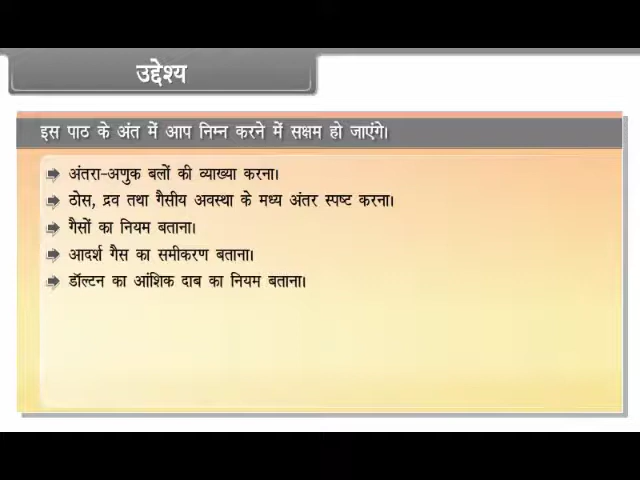 उद्देश्य
इस पाठ के अंत में आप निम्न करने में सक्षम हो जाएंगे।
अंतरा-अणुक बलों की व्याख्या करना।
ठोस, द्रव तथा गैसीय अवस्था के मध्य अंतर स्पष्ट करना।
गैसों का नियम बताना।
आदर्श गैस का समीकरण बताना।
डॉल्टन का आंशिक दाब का नियम बताना।